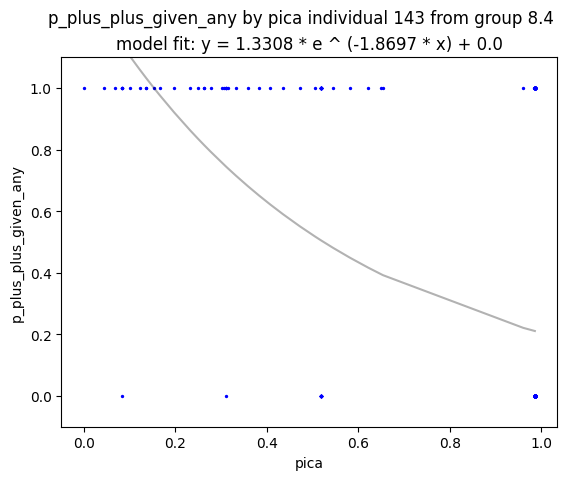 p_plus_plus_given_any by pica individual 143 from group 8.4
model fit: y = 1.3308 * e ^ (-1.8697 * x) + 0.0
1.0
0.8
0.6
0.4
0.2
0.0
p_plus_plus_given_any
0.0 0.2 0.4 0.6 0.8 1.0
pica